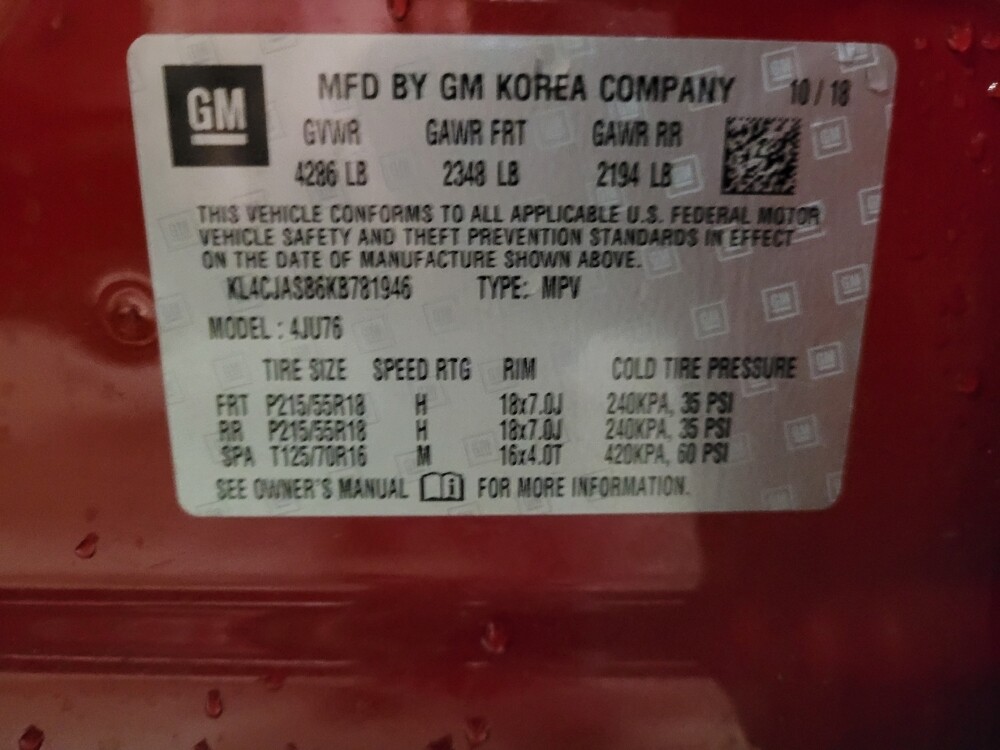 GM
MFD BY GM KOREA COMPANY 10 / 18
GVWR GAWR FRT GAWR RR
4286 LB 2348 LB 2194 LB
THIS VEHICLE CONFORMS TO ALL APPLICABLE U.S. FEDERAL MOTOR
VEHICLE SAFETY AND THEFT PREVENTION STANDARDS IN EFFECT
ON THE DATE OF MANUFACTURE SHOWN ABOVE.
KL4CJASB6KB781946 TYPE: MPV
MODEL : 4JU76
TIRE SIZE SPEED RTG RIM COLD TIRE PRESSURE
FRT P215/55R18 H 18x7.0J 240KPA, 35 PSI
RR P215/55R18 H 18x7.0J 240KPA, 35 PSI
SPA T125/70R16 M 16x4.0T 420KPA, 60 PSI
SEE OWNER'S MANUAL i FOR MORE INFORMATION.